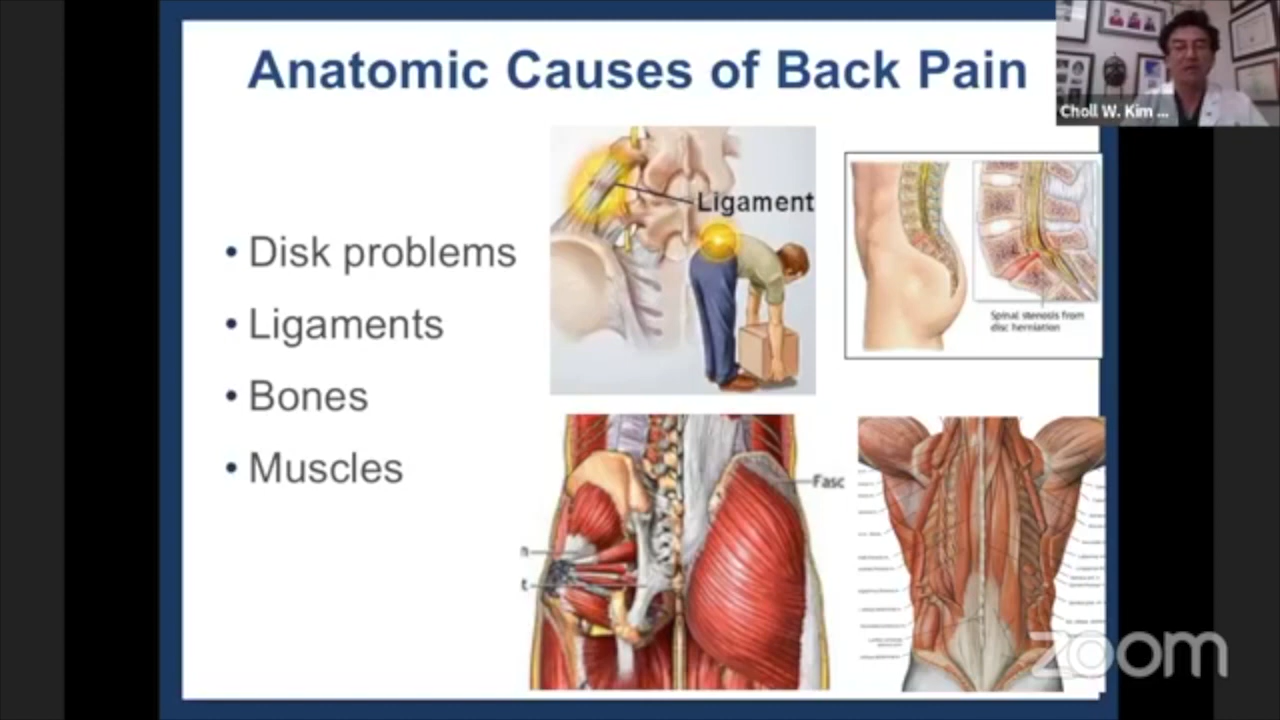 Anatomic Causes of Back Pain
Choll W. Kim ...
• Disk problems
• Ligaments
• Bones
• Muscles
Ligament
Spinal stenosis from
disc herniation
Fasc
n
t
zoom